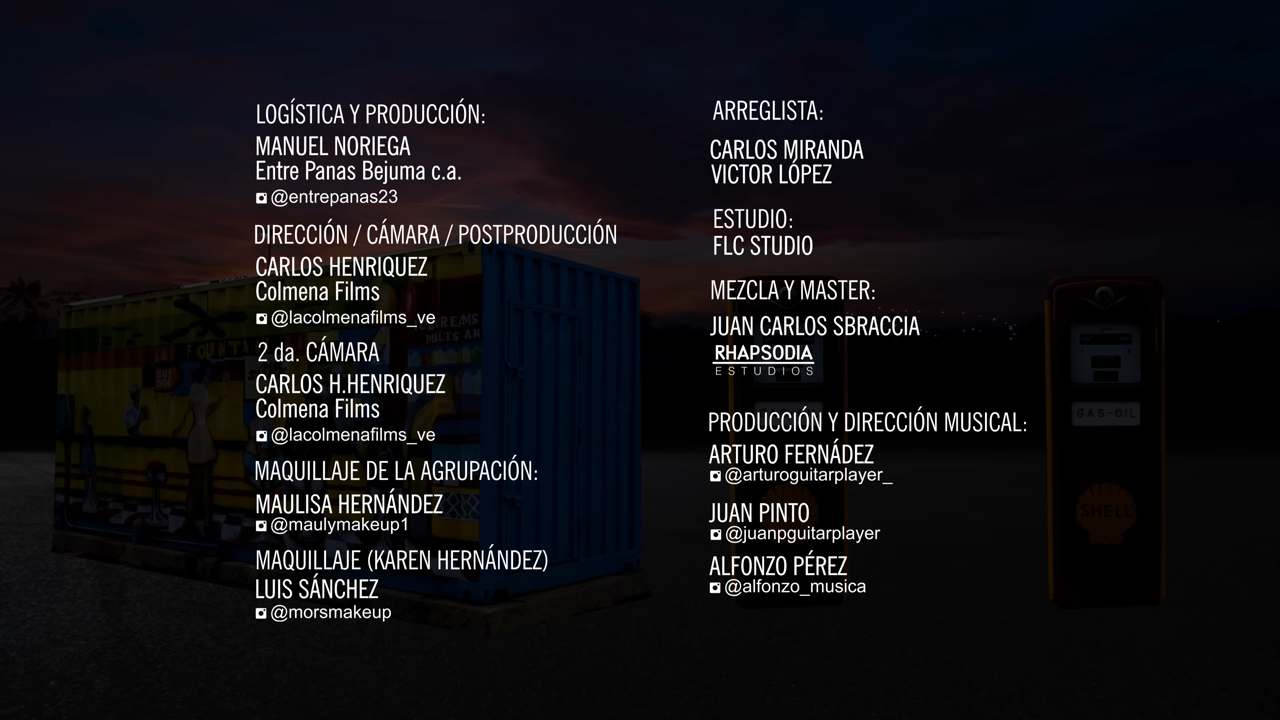 LOGÍSTICA Y PRODUCCIÓN:
MANUEL NORIEGA
Entre Panas Bejuma c.a.
@entrepanas23
DIRECCIÓN / CÁMARA / POSTPRODUCCIÓN
CARLOS HENRIQUEZ
Colmena Films
@lacolmenafilms_ve
2 da. CÁMARA
CARLOS H.HENRIQUEZ
Colmena Films
@lacolmenafilms_ve
MAQUILLAJE DE LA AGRUPACIÓN:
MAULISA HERNÁNDEZ
@maulymakeup1
MAQUILLAJE (KAREN HERNÁNDEZ)
LUIS SÁNCHEZ
@morsmakeup
ARREGLISTA:
CARLOS MIRANDA
VICTOR LÓPEZ
ESTUDIO:
FLC STUDIO
MEZCLA Y MASTER:
JUAN CARLOS SBRACCIA
RHAPSODIA
ESTUDIOS
PRODUCCIÓN Y DIRECCIÓN MUSICAL:
ARTURO FERNÁDEZ
@arturoguitarplayer_
JUAN PINTO
@juanpguitarplayer
ALFONZO PÉREZ
@alfonzo_musica
GAS-OIL
SHELL